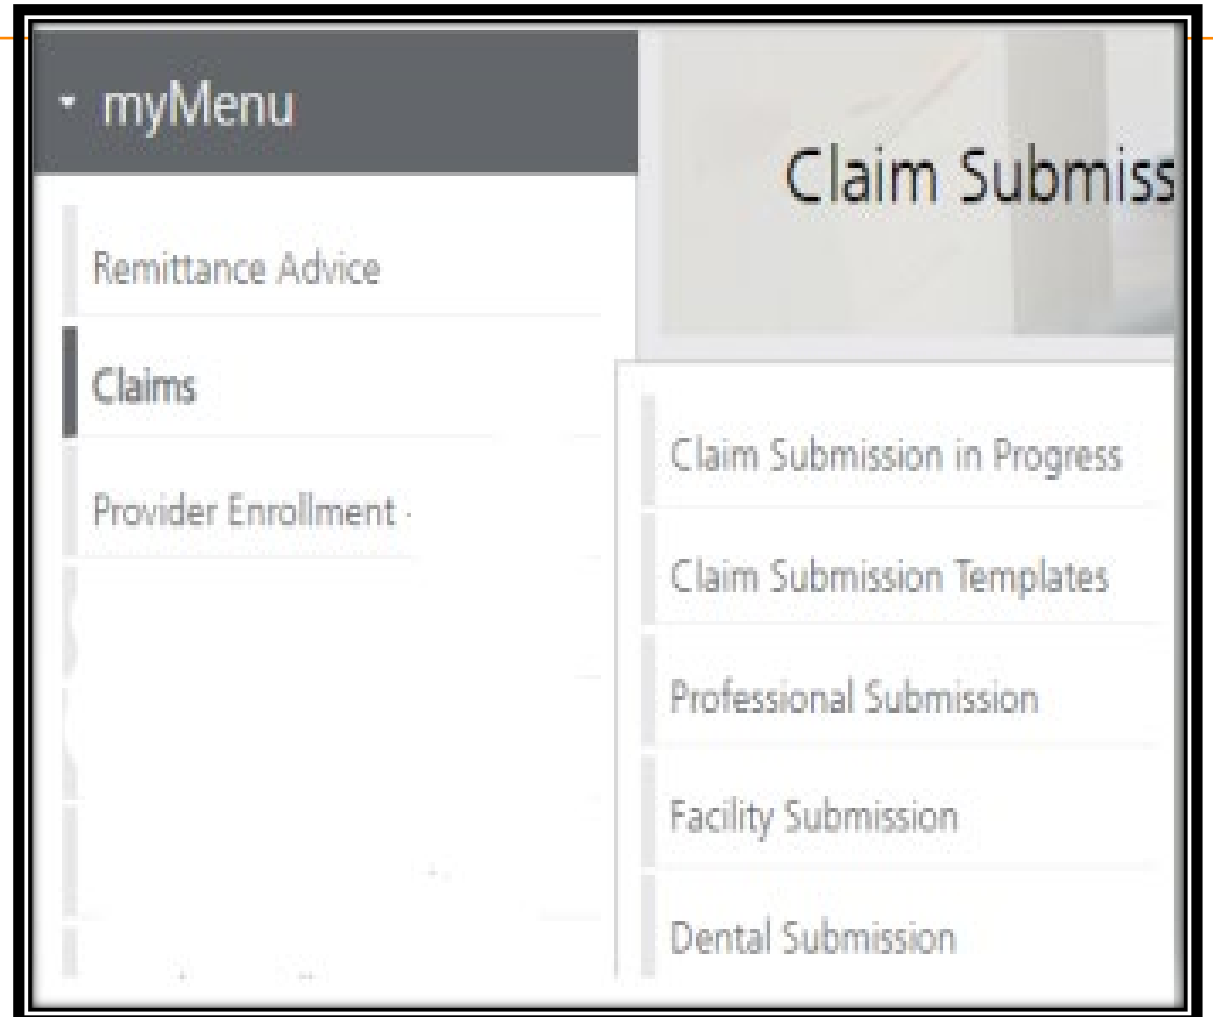 myMenu
Claim Submiss
Remittance Advice
Claims
Provider Enrollment -
Claim Submission in Progress
Claim Submission Templates
Professional Submission
Facility Submission
Dental Submission